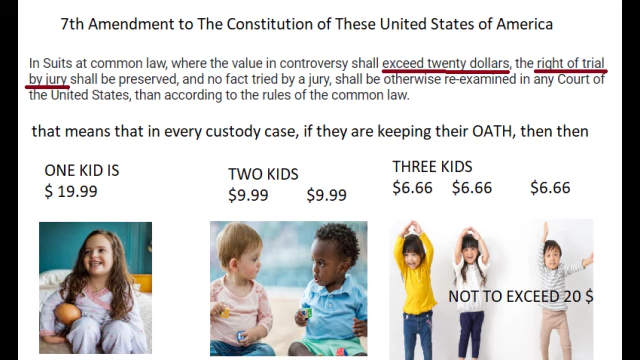 7th Amendment to The Constitution of These United States of America
In Suits at common law, where the value in controversy shall exceed twenty dollars, the right of trial
by jury shall be preserved, and no fact tried by a jury, shall be otherwise re-examined in any Court of
the United States, than according to the rules of the common law.
that means that in every custody case, if they are keeping their OATH, then then
ONE KID IS
$ 19.99
TWO KIDS
$9.99 $9.99
THREE KIDS
$6.66 $6.66 $6.66
NOT TO EXCEED 20 $